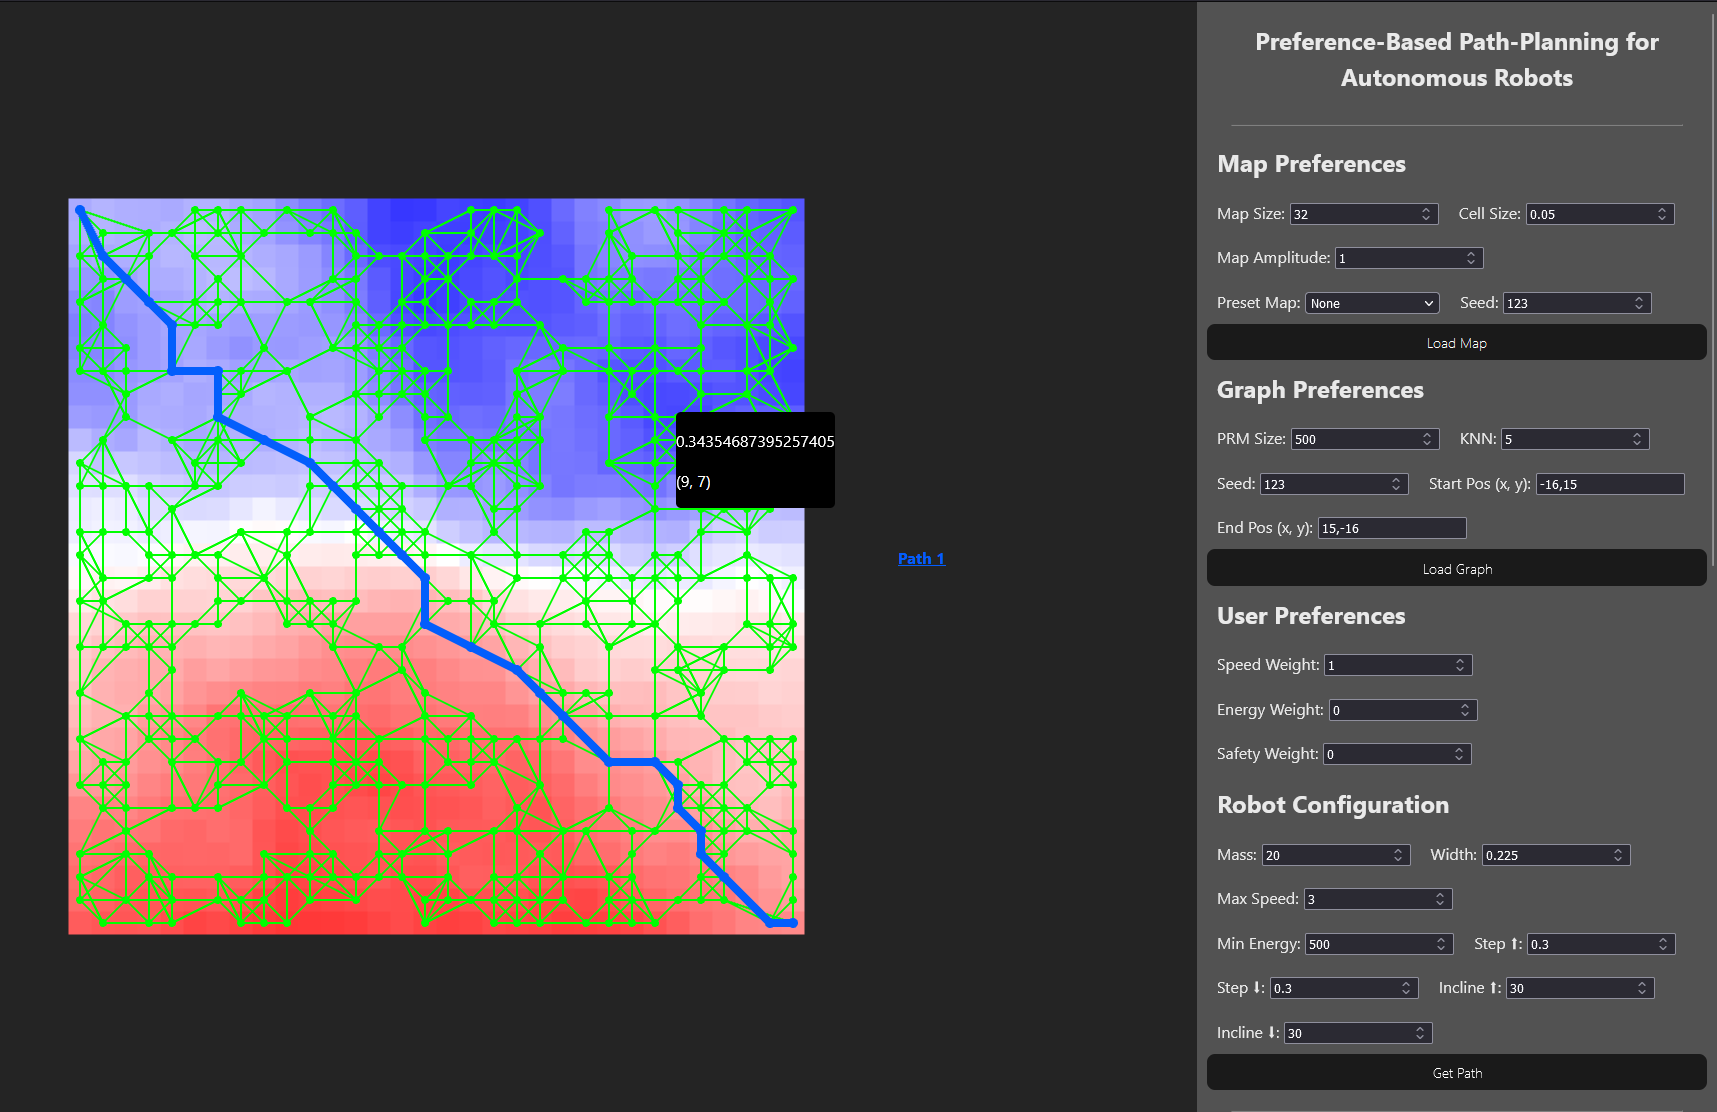 0.34354687395257405
(9, 7)
Path 1
Preference-Based Path-Planning for
Autonomous Robots
Map Preferences
Map Size: 32 Cell Size: 0.05
Map Amplitude: 1
Preset Map: None Seed: 123
Load Map
Graph Preferences
PRM Size: 500 KNN: 5
Seed: 123 Start Pos (x, y): -16,15
End Pos (x, y): 15,-16
Load Graph
User Preferences
Speed Weight: 1
Energy Weight: 0
Safety Weight: 0
Robot Configuration
Mass: 20 Width: 0.225
Max Speed: 3
Min Energy: 500 Step ⬆: 0.3
Step ⬇: 0.3 Incline ⬆: 30
Incline ⬇: 30
Get Path